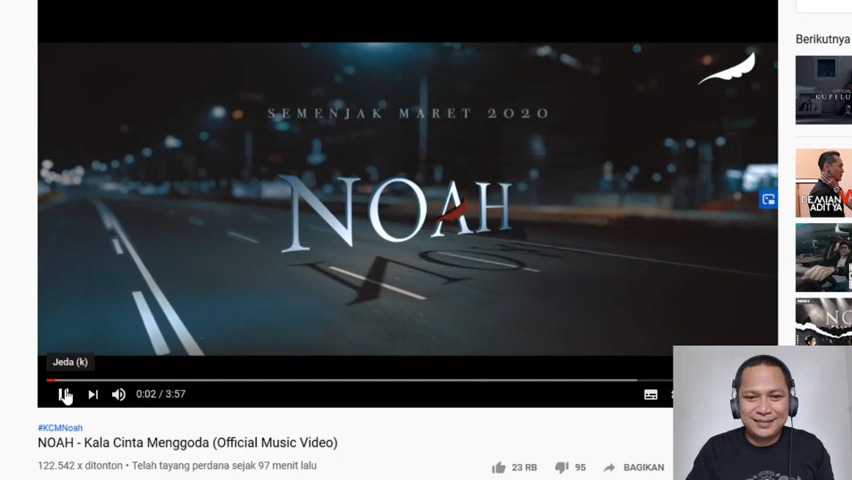 Berikutnya
SEMENJAK MARET 2020
NOAH
DEMIAN
ADITYA
Jeda (k)
0:02 / 3:57
#KCMNoah
NOAH - Kala Cinta Menggoda (Official Music Video)
122.542 x ditonton • Telah tayang perdana sejak 97 menit lalu
23 RB
95
BAGIKAN